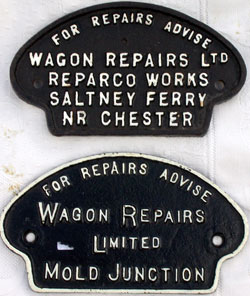 FOR REPAIRS ADVISE
WAGON REPAIRS LTD
REPARCO WORKS
SALTNEY FERRY
NR CHESTER
FOR REPAIRS ADVISE
WAGON REPAIRS
LIMITED
MOLD JUNCTION